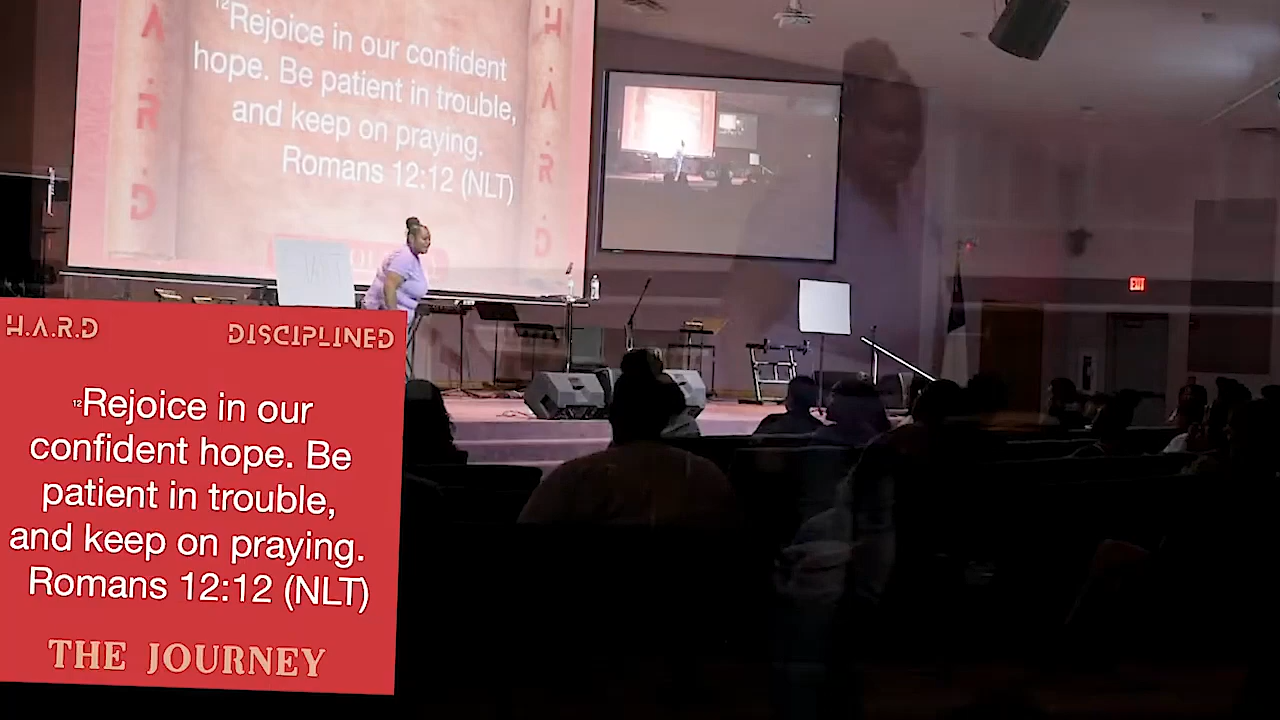 12Rejoice in our confident
hope. Be patient in trouble,
and keep on praying.
Romans 12:12 (NLT)
A
R
D
H
A
R
D
EXIT
H.A.R.D
DISCIPLINED
12Rejoice in our
confident hope. Be
patient in trouble,
and keep on praying.
Romans 12:12 (NLT)
THE JOURNEY